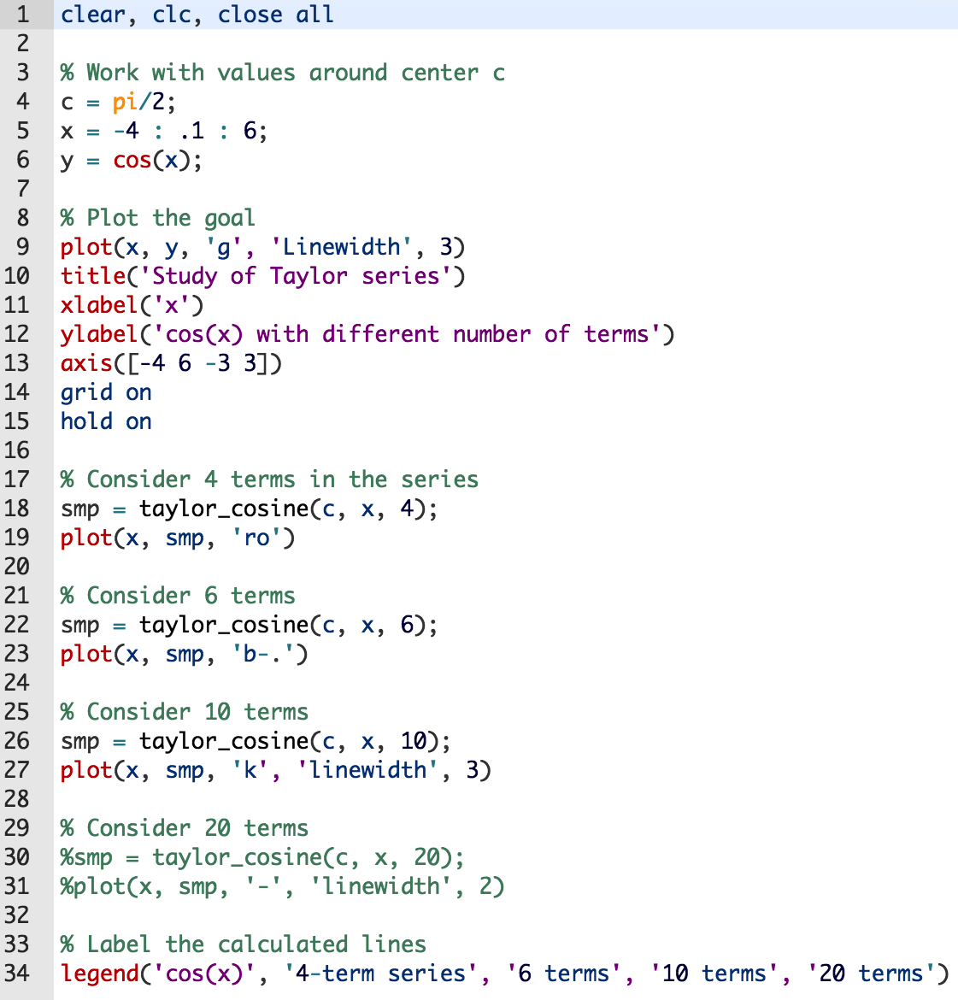 1 clear, clc, close all
2
3 % Work with values around center c
4 c = pi/2;
5 x = -4 : .1 : 6;
6 y = cos(x);
7
8 % Plot the goal
9 plot(x, y, 'g', 'Linewidth', 3)
10 title('Study of Taylor series')
11 xlabel('x')
12 ylabel('cos(x) with different number of terms')
13 axis([-4 6 -3 3])
14 grid on
15 hold on
16
17 % Consider 4 terms in the series
18 smp = taylor_cosine(c, x, 4);
19 plot(x, smp, 'ro')
20
21 % Consider 6 terms
22 smp = taylor_cosine(c, x, 6);
23 plot(x, smp, 'b-.')
24
25 % Consider 10 terms
26 smp = taylor_cosine(c, x, 10);
27 plot(x, smp, 'k', 'linewidth', 3)
28
29 % Consider 20 terms
30 %smp = taylor_cosine(c, x, 20);
31 %plot(x, smp, '-', 'linewidth', 2)
32
33 % Label the calculated lines
34 legend('cos(x)', '4-term series', '6 terms', '10 terms', '20 terms')